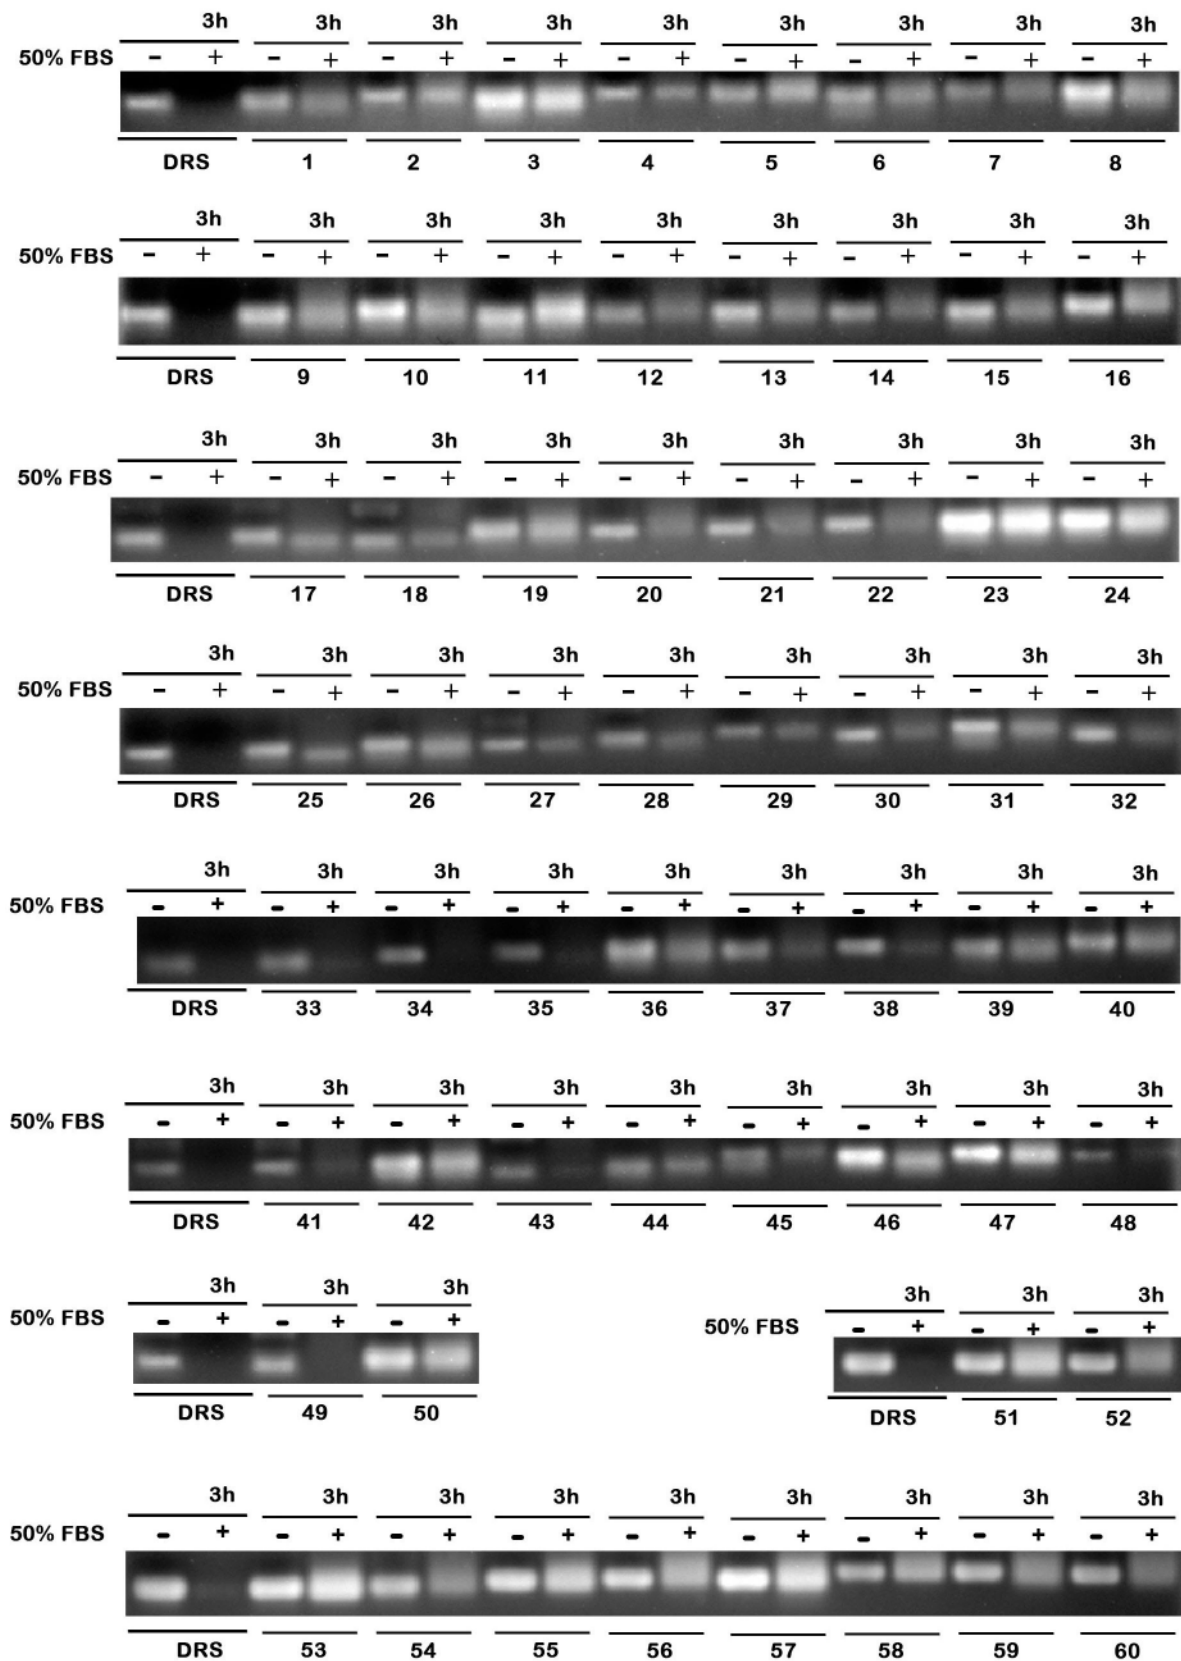 3h 3h 3h 3h 3h 3h 3h 3h 3h
50% FBS - + - + - + - + - + - + - + - + - +
DRS 1 2 3 4 5 6 7 8
3h 3h 3h 3h 3h 3h 3h 3h 3h
50% FBS - + - + - + - + - + - + - + - + - +
DRS 9 10 11 12 13 14 15 16
3h 3h 3h 3h 3h 3h 3h 3h 3h
50% FBS - + - + - + - + - + - + - + - + - +
DRS 17 18 19 20 21 22 23 24
3h 3h 3h 3h 3h 3h 3h 3h 3h
50% FBS - + - + - + - + - + - + - + - + - +
DRS 25 26 27 28 29 30 31 32
3h 3h 3h 3h 3h 3h 3h 3h 3h
50% FBS - + - + - + - + - + - + - + - + - +
DRS 33 34 35 36 37 38 39 40
3h 3h 3h 3h 3h 3h 3h 3h 3h
50% FBS - + - + - + - + - + - + - + - + - +
DRS 41 42 43 44 45 46 47 48
3h 3h 3h
50% FBS - + - + - +
DRS 49 50
3h 3h 3h
50% FBS - + - + - +
DRS 51 52
3h 3h 3h 3h 3h 3h 3h 3h 3h
50% FBS - + - + - + - + - + - + - + - + - +
DRS 53 54 55 56 57 58 59 60